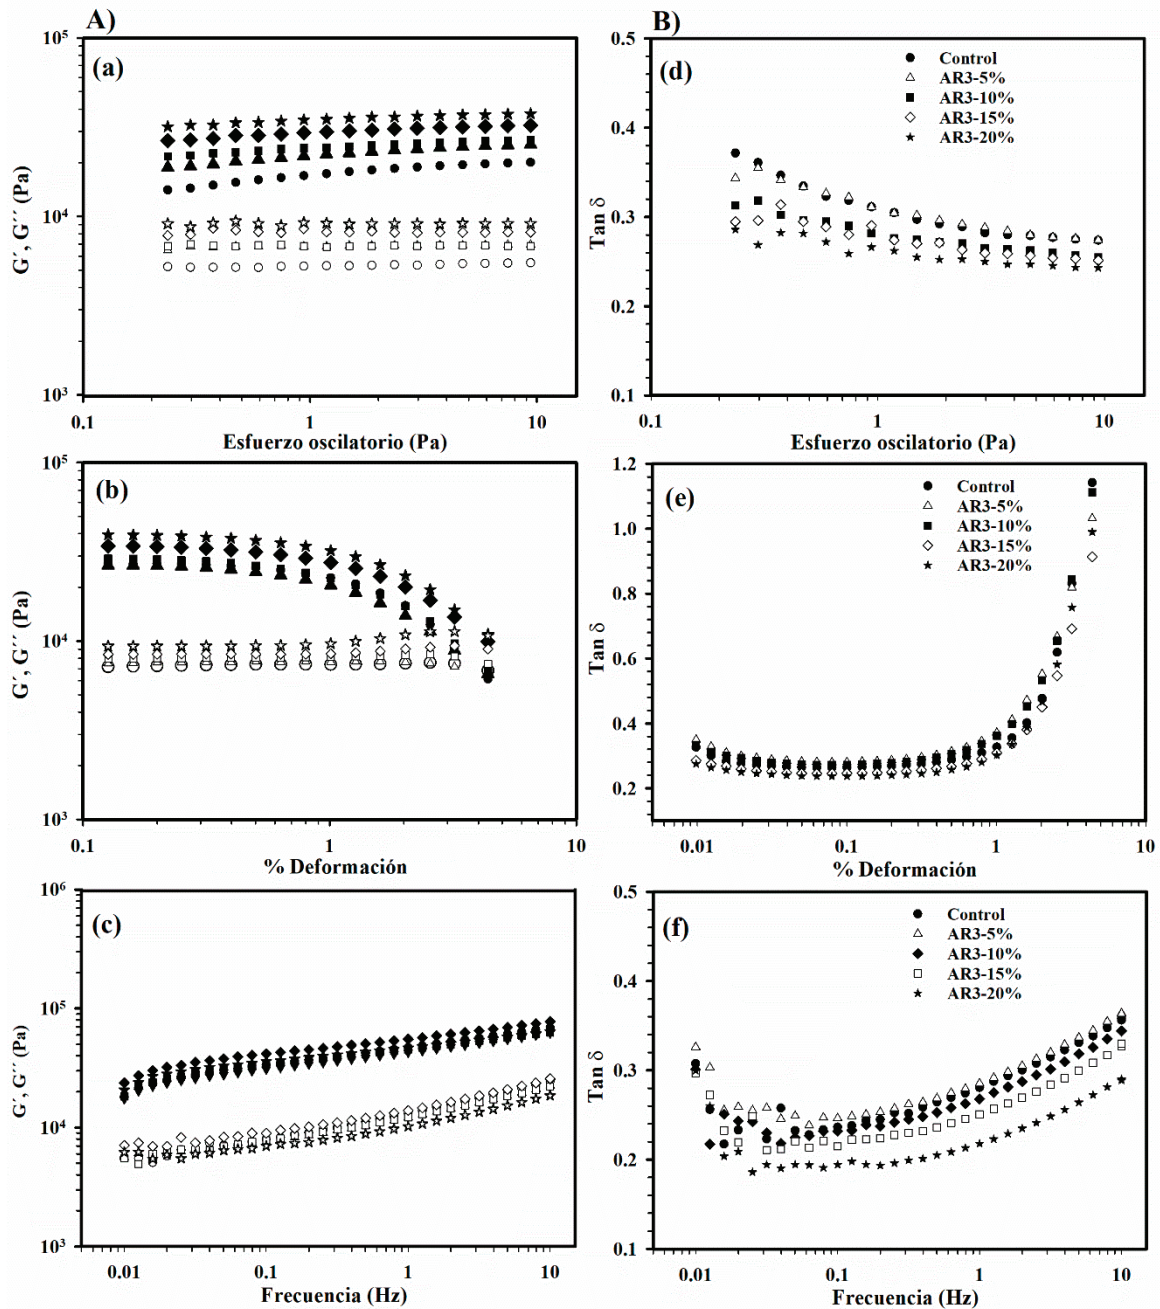 A)
10⁵
(a)
G´, G´´ (Pa)
10⁴
10³
0.1
1
10
Esfuerzo oscilatorio (Pa)
B)
0.5
(d)
Control
AR3-5%
AR3-10%
AR3-15%
AR3-20%
0.4
Tan δ
0.3
0.2
0.1
0.1
1
10
Esfuerzo oscilatorio (Pa)
10⁵
(b)
G´, G´´ (Pa)
10⁴
10³
0.1
1
10
% Deformación
1.2
(e)
Control
AR3-5%
AR3-10%
AR3-15%
AR3-20%
1.0
0.8
Tan δ
0.6
0.4
0.2
0.01
0.1
1
10
% Deformación
10⁶
(c)
10⁵
G´, G´´ (Pa)
10⁴
10³
0.01
0.1
1
10
Frecuencia (Hz)
0.5
(f)
Control
AR3-5%
AR3-10%
AR3-15%
AR3-20%
0.4
Tan δ
0.3
0.2
0.1
0.01
0.1
1
10
Frecuencia (Hz)